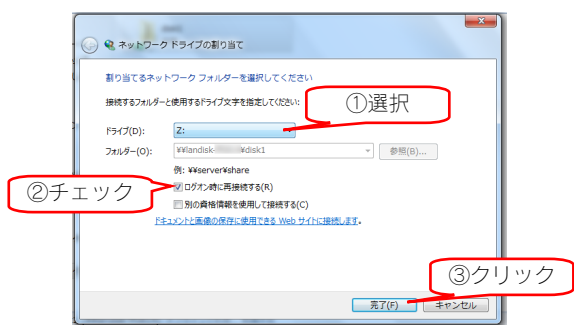 ネットワーク ドライブの割り当て
割り当てるネットワーク フォルダーを選択してください
接続するフォルダーと使用するドライブ文字を指定してください:
①選択
ドライブ(D): Z:
フォルダー(O): ¥¥landisk- ¥disk1 参照(B)...
例: ¥¥server¥share
②チェック
ログオン時に再接続する(R)
別の資格情報を使用して接続する(C)
ドキュメントと画像の保存に使用できる Web サイトに接続します。
③クリック
完了(F) キャンセル